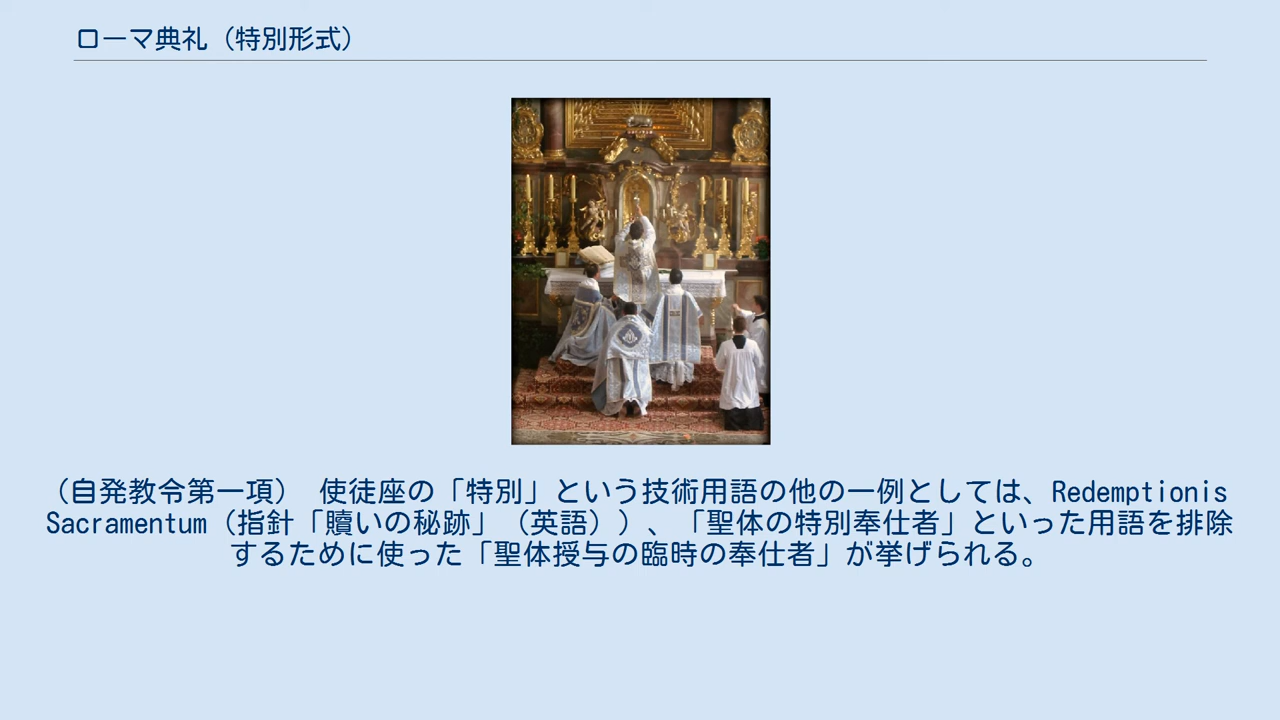 ローマ典礼（特別形式）
（自発教令第一項） 使徒座の「特別」という技術用語の他の一例としては、Redemptionis
Sacramentum（指針「贖いの秘跡」（英語））、「聖体の特別奉仕者」といった用語を排除
するために使った「聖体授与の臨時の奉仕者」が挙げられる。